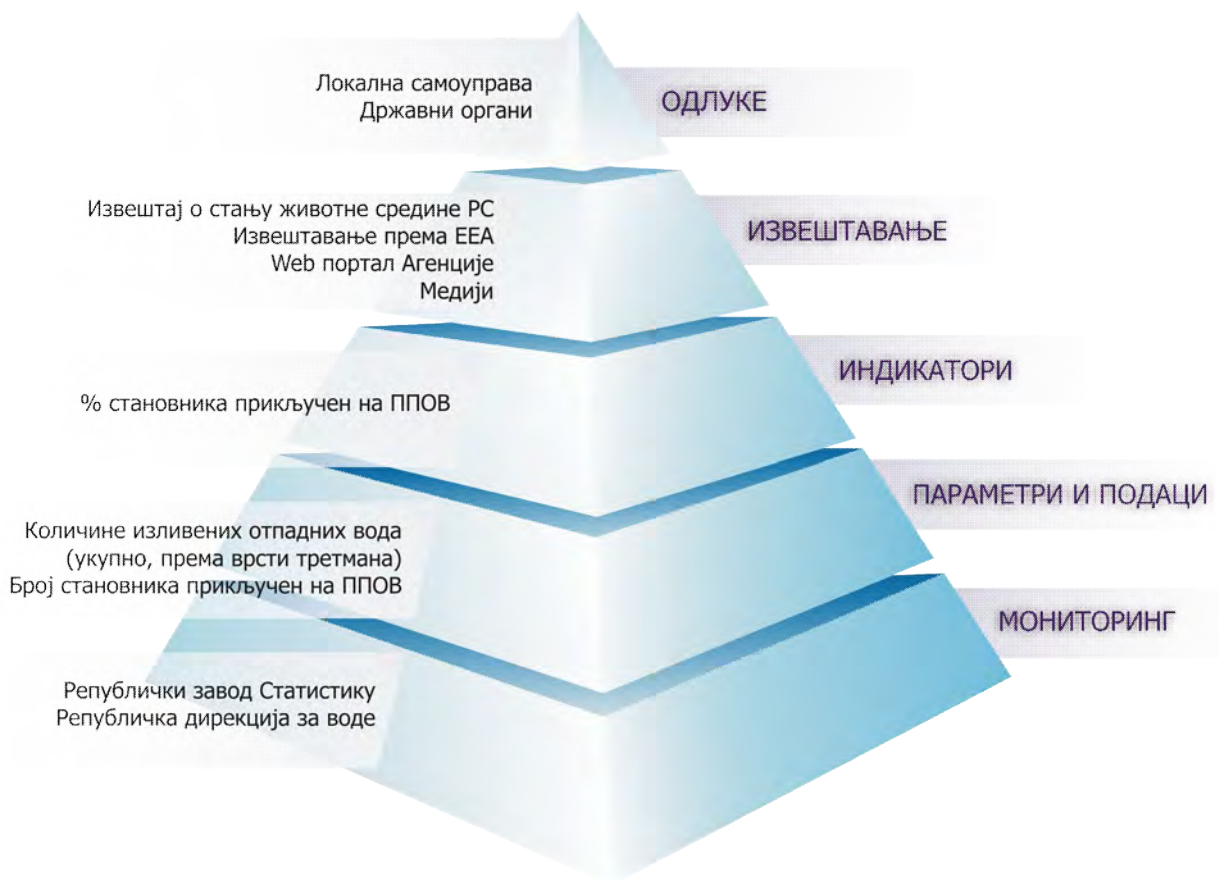 Локална самоуправа
Државни органи
ОДЛУКЕ
Извештај о стању животне средине РС
Извештавање према ЕЕА
Web портал Агенције
Медији
ИЗВЕШТАВАЊЕ
% становника прикључен на ППОВ
ИНДИКАТОРИ
Количине изливених отпадних вода
(укупно, према врсти третмана)
Број становника прикључен на ППОВ
ПАРАМЕТРИ И ПОДАЦИ
Републички завод Статистику
Републичка дирекција за воде
МОНИТОРИНГ